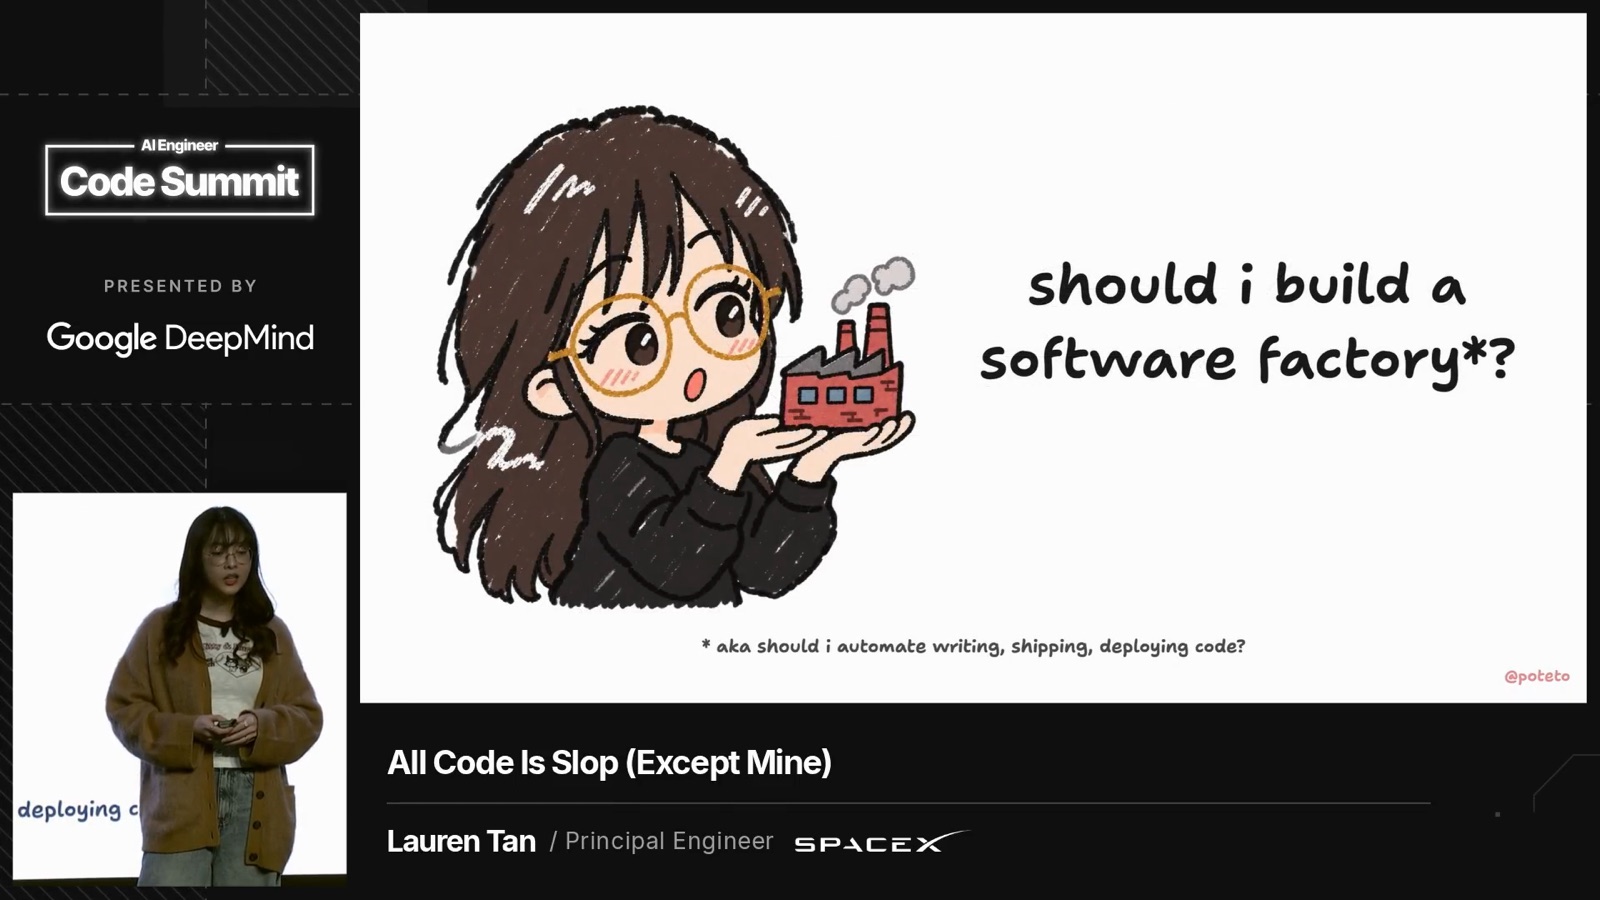 AI Engineer
Code Summit
PRESENTED BY
Google DeepMind
should i build a
software factory*?
* aka should i automate writing, shipping, deploying code?
@poteto
deploying c
All Code Is Slop (Except Mine)
Lauren Tan / Principal Engineer SPACEX